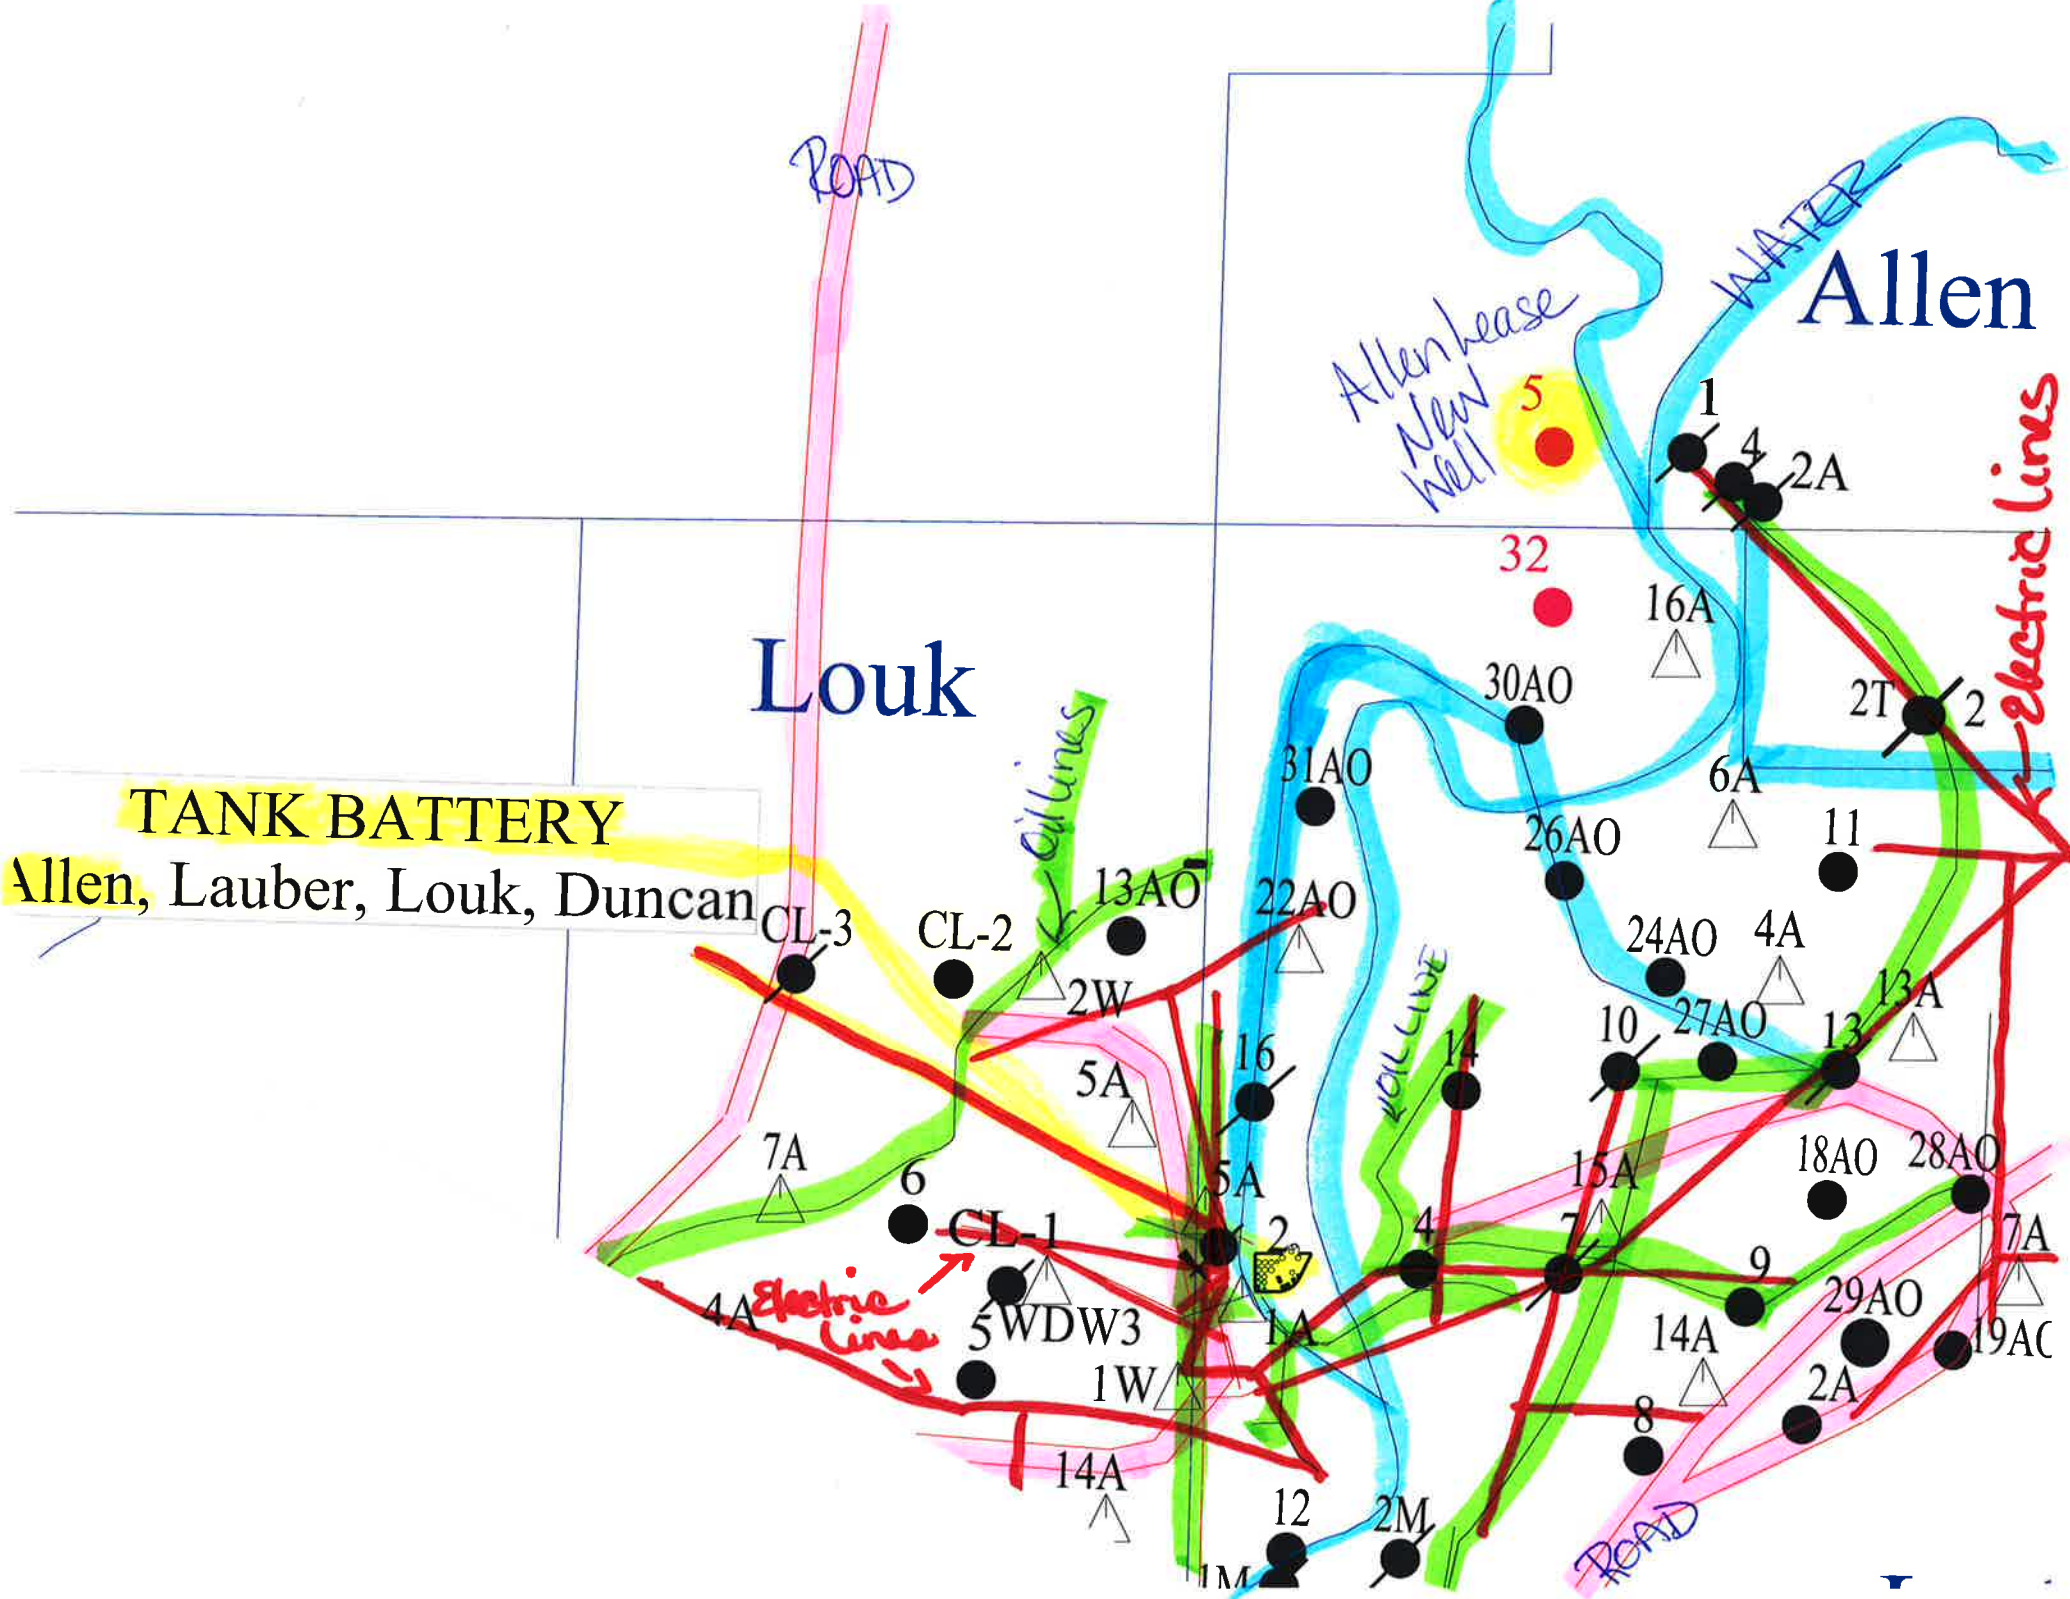 ROAD
WATER
Allen
Allen Lease
New
Well
5
1
4
2A
Electric lines
32
16A
Louk
30AO
2T
2
Oil lines
31AO
6A
11
TANK BATTERY
Allen, Lauber, Louk, Duncan
26AO
13AO
22AO
CL-3
CL-2
24AO
4A
2W
13A
OIL LINE
10
27AO
13
16
14
5A
7A
6
5A
15A
18AO
28AO
CL-1
2
4
7
7A
9
4A
Electric
lines
29AO
5
WDW3
1A
14A
19AO
1W
2A
8
14A
12
2M
ROAD
1M